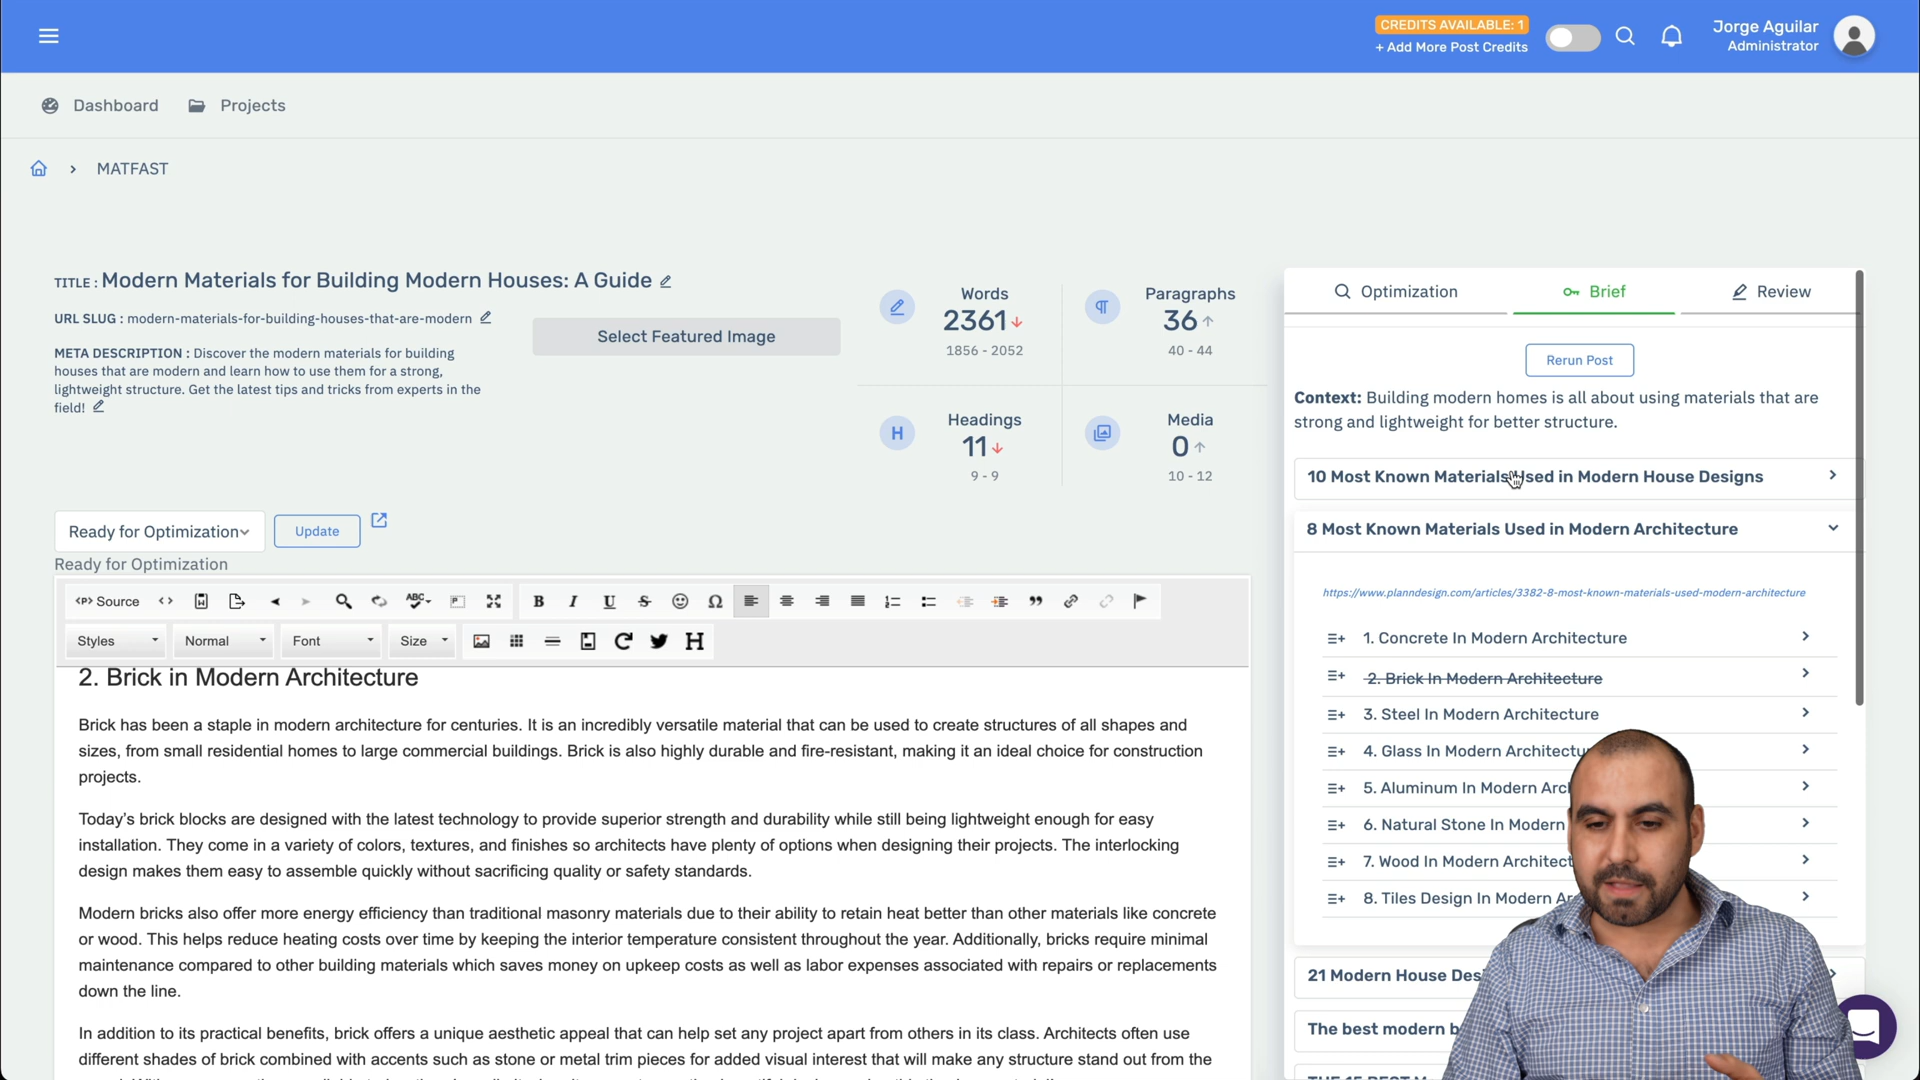 CREDITS AVAILABLE: 1
+ Add More Post Credits
Jorge Aguilar
Administrator
Dashboard
Projects
MATFAST
TITLE : Modern Materials for Building Modern Houses: A Guide
URL SLUG : modern-materials-for-building-houses-that-are-modern
META DESCRIPTION : Discover the modern materials for building
houses that are modern and learn how to use them for a strong,
lightweight structure. Get the latest tips and tricks from experts in the
field!
Select Featured Image
Words
2361
1856 - 2052
Paragraphs
36
40 - 44
H
Headings
11
9 - 9
Media
0
10 - 12
Ready for Optimization
Update
Ready for Optimization
Source
ABC
B I U S Ω
Styles
Normal
Font
Size
H
2. Brick in Modern Architecture
Brick has been a staple in modern architecture for centuries. It is an incredibly versatile material that can be used to create structures of all shapes and
sizes, from small residential homes to large commercial buildings. Brick is also highly durable and fire-resistant, making it an ideal choice for construction
projects.
Today's brick blocks are designed with the latest technology to provide superior strength and durability while still being lightweight enough for easy
installation. They come in a variety of colors, textures, and finishes so architects have plenty of options when designing their projects. The interlocking
design makes them easy to assemble quickly without sacrificing quality or safety standards.
Modern bricks also offer more energy efficiency than traditional masonry materials due to their ability to retain heat better than other materials like concrete
or wood. This helps reduce heating costs over time by keeping the interior temperature consistent throughout the year. Additionally, bricks require minimal
maintenance compared to other building materials which saves money on upkeep costs as well as labor expenses associated with repairs or replacements
down the line.
In addition to its practical benefits, brick offers a unique aesthetic appeal that can help set any project apart from others in its class. Architects often use
different shades of brick combined with accents such as stone or metal trim pieces for added visual interest that will make any structure stand out from the
Optimization
Brief
Review
Rerun Post
Context: Building modern homes is all about using materials that are
strong and lightweight for better structure.
10 Most Known Materials Used in Modern House Designs
8 Most Known Materials Used in Modern Architecture
https://www.planndesign.com/articles/3382-8-most-known-materials-used-modern-architecture
1. Concrete In Modern Architecture
2. Brick In Modern Architecture
3. Steel In Modern Architecture
4. Glass In Modern Architectu
5. Aluminum In Modern Arc
6. Natural Stone In Modern
7. Wood In Modern Architect
8. Tiles Design In Modern Ar
21 Modern House Des
The best modern b
THE 15 BEST M